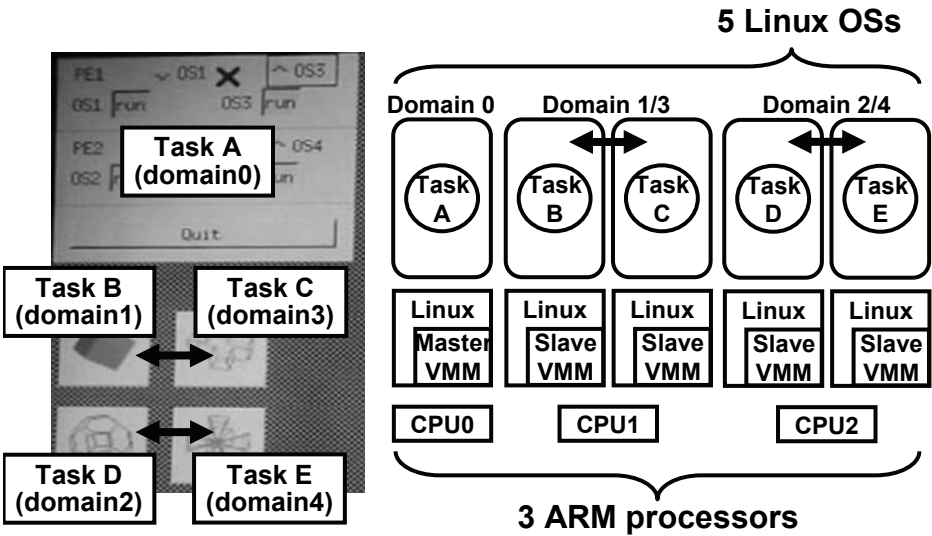 5 Linux OSs
PE1 OS1 OS3
OS1 run OS3 run
PE2 OS4
OS2
Task A
(domain0)
Quit
Task B
(domain1)
Task C
(domain3)
Task D
(domain2)
Task E
(domain4)
Domain 0 Domain 1/3 Domain 2/4
Task
A
Task
B
Task
C
Task
D
Task
E
Linux
Master
VMM
Linux
Slave
VMM
Linux
Slave
VMM
Linux
Slave
VMM
Linux
Slave
VMM
CPU0 CPU1 CPU2
3 ARM processors